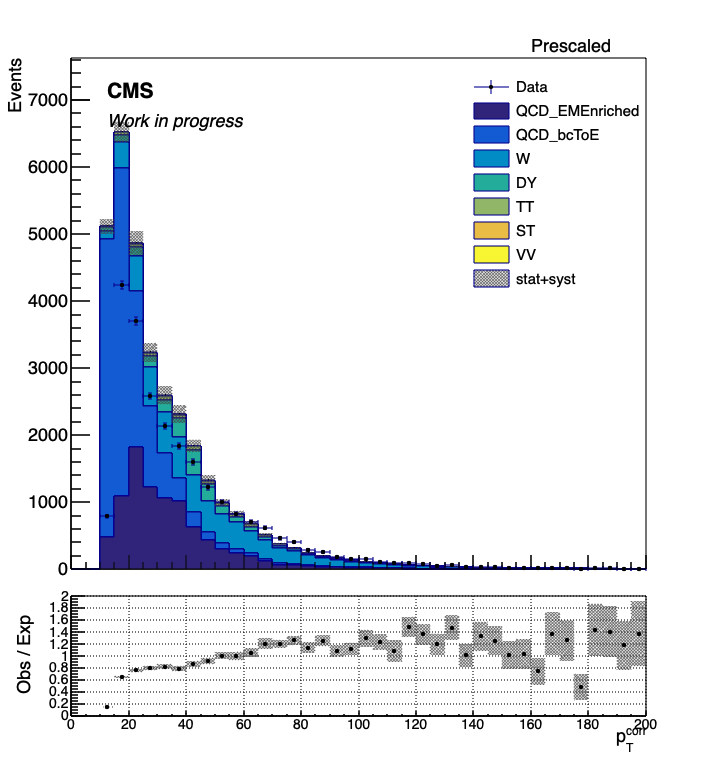 Prescaled
Events
CMS
Work in progress
Data
QCD_EMEnriched
QCD_bcToE
W
DY
TT
ST
VV
stat+syst
7000
6000
5000
4000
3000
2000
1000
0
Obs / Exp
2
1.8
1.6
1.4
1.2
1
0.8
0.6
0.4
0.2
0
0 20 40 60 80 100 120 140 160 180 200
p_T^corr